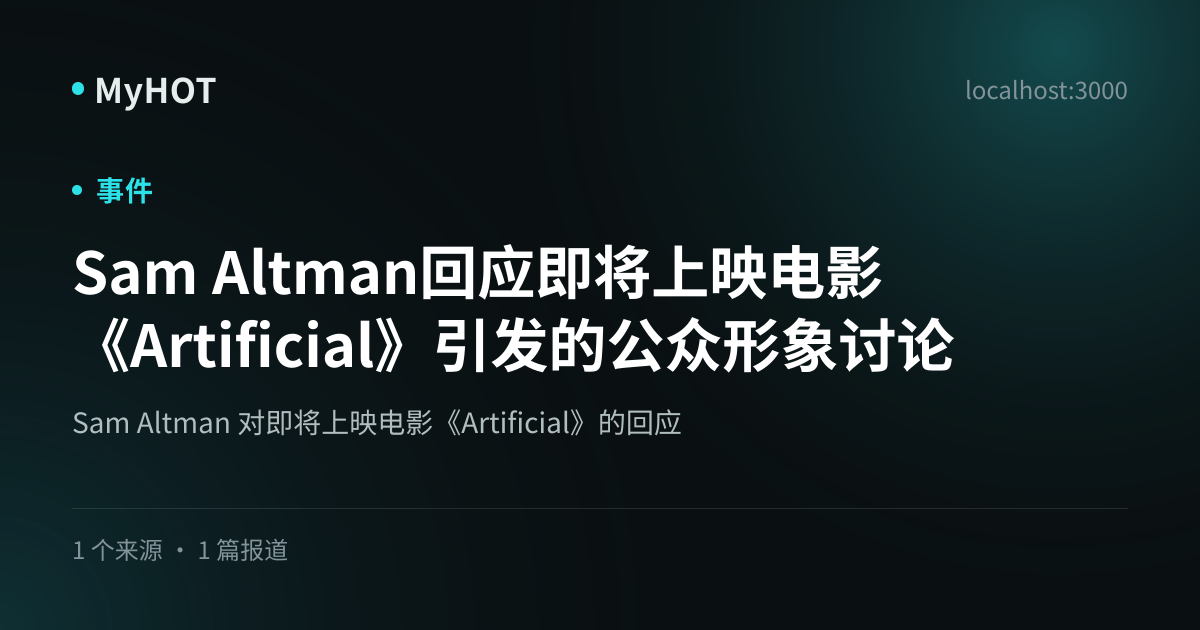 MyHOT
localhost:3000
事件
Sam Altman回应即将上映电影
《Artificial》引发的公众形象讨论
Sam Altman 对即将上映电影《Artificial》的回应
1 个来源 · 1 篇报道